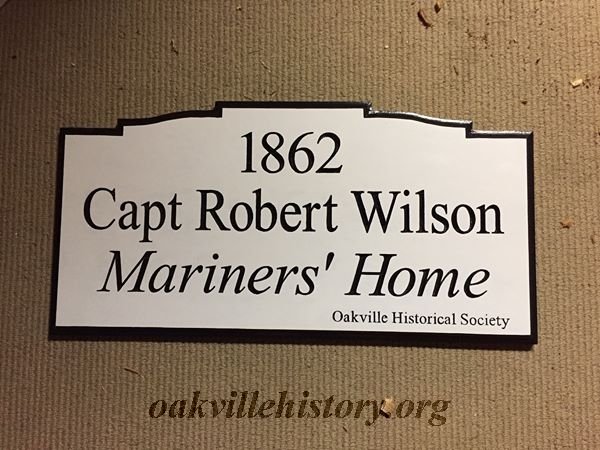 1862
Capt Robert Wilson
Mariners' Home
Oakville Historical Society
oakvillehistory.org